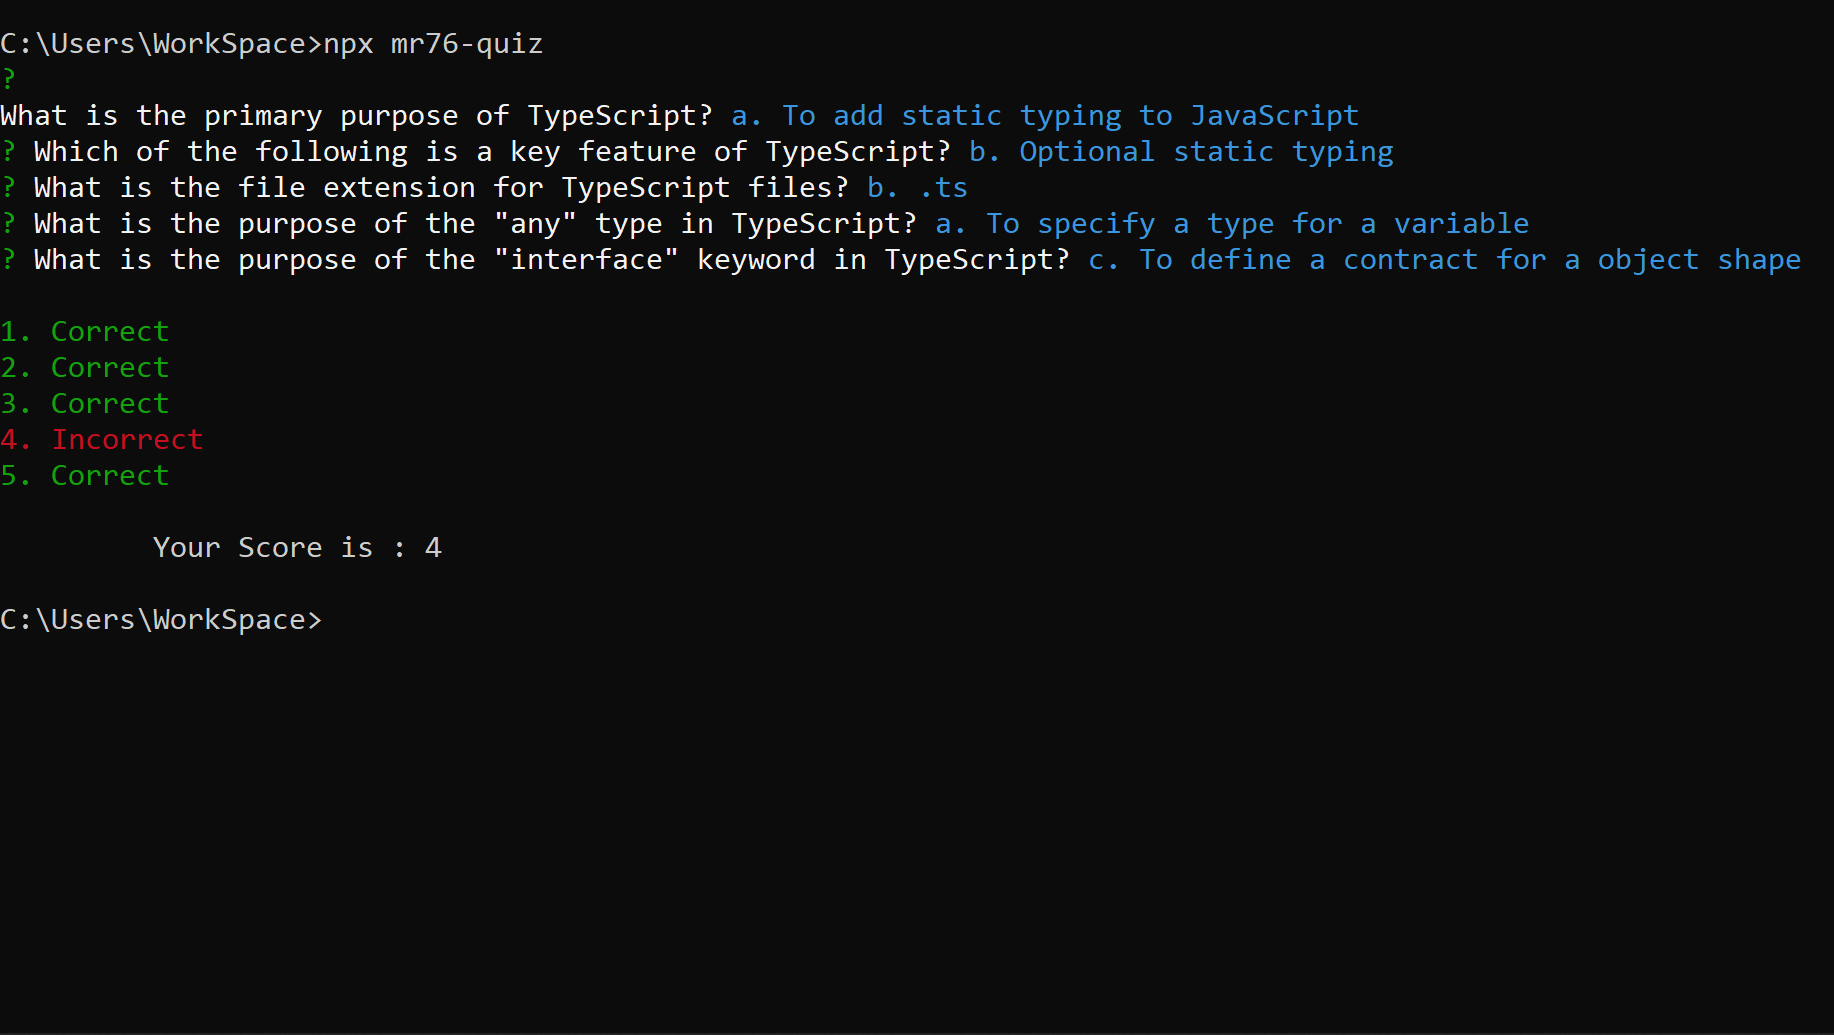 C:\Users\WorkSpace>npx mr76-quiz
?
What is the primary purpose of TypeScript? a. To add static typing to JavaScript
? Which of the following is a key feature of TypeScript? b. Optional static typing
? What is the file extension for TypeScript files? b. .ts
? What is the purpose of the "any" type in TypeScript? a. To specify a type for a variable
? What is the purpose of the "interface" keyword in TypeScript? c. To define a contract for a object shape
1. Correct
2. Correct
3. Correct
4. Incorrect
5. Correct
Your Score is : 4
C:\Users\WorkSpace>